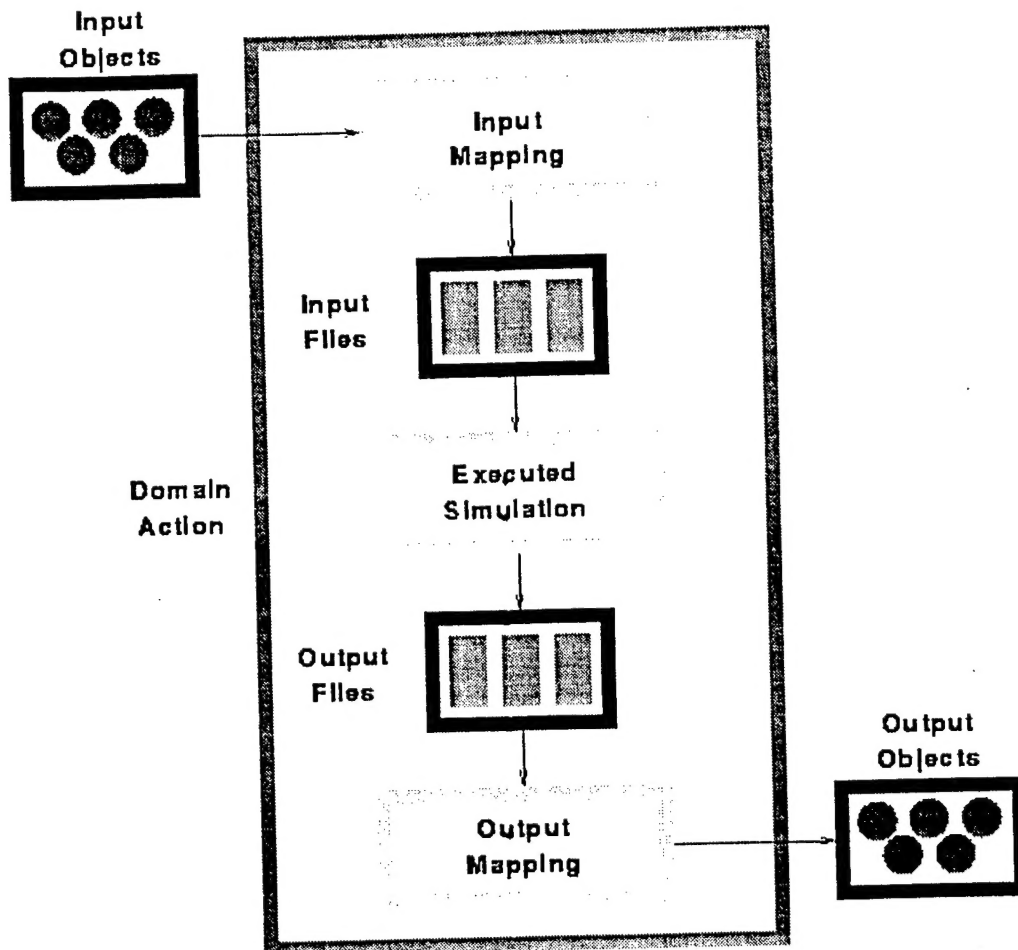 Input
Objects
Input
Mapping
Input
Files
Executed
Simulation
Domain
Action
Output
Files
Output
Objects
Output
Mapping